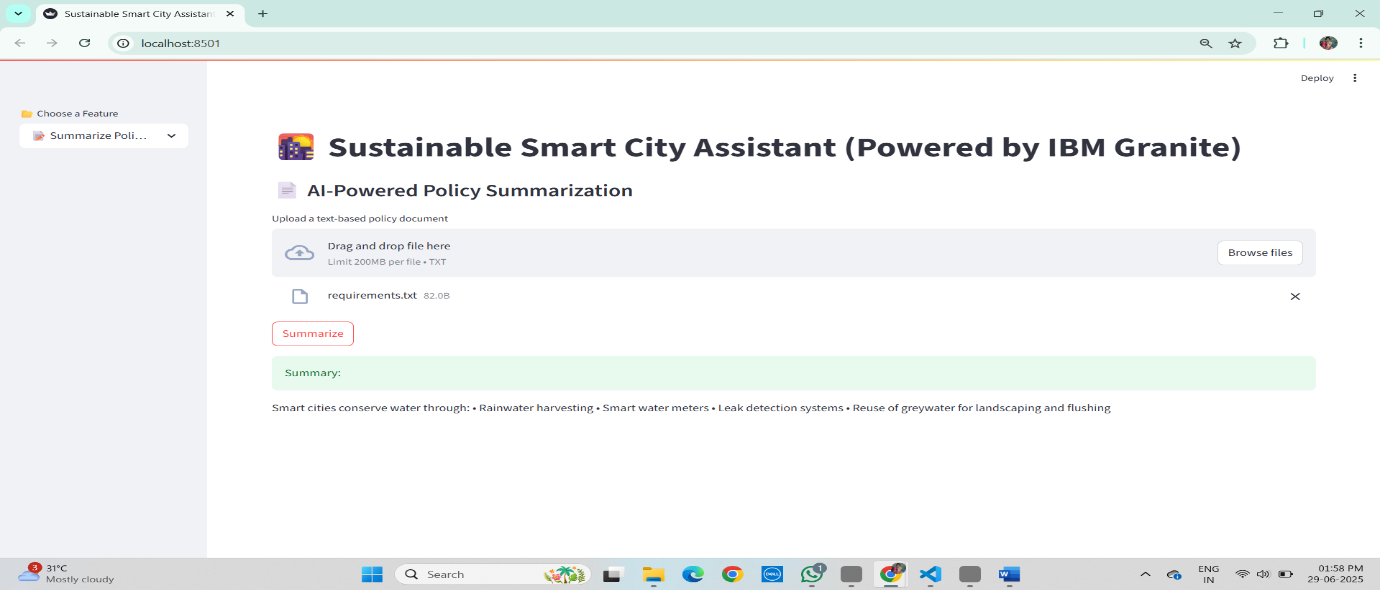 Sustainable Smart City Assistant
localhost:8501
Deploy
Choose a Feature
Summarize Poli...
Sustainable Smart City Assistant (Powered by IBM Granite)
AI-Powered Policy Summarization
Upload a text-based policy document
Drag and drop file here
Limit 200MB per file • TXT
Browse files
requirements.txt 82.0B
Summarize
Summary:
Smart cities conserve water through: • Rainwater harvesting • Smart water meters • Leak detection systems • Reuse of greywater for landscaping and flushing
3
31°C
Mostly cloudy
Search
DELL
1
W
ENG
IN
01:58 PM
29-06-2025